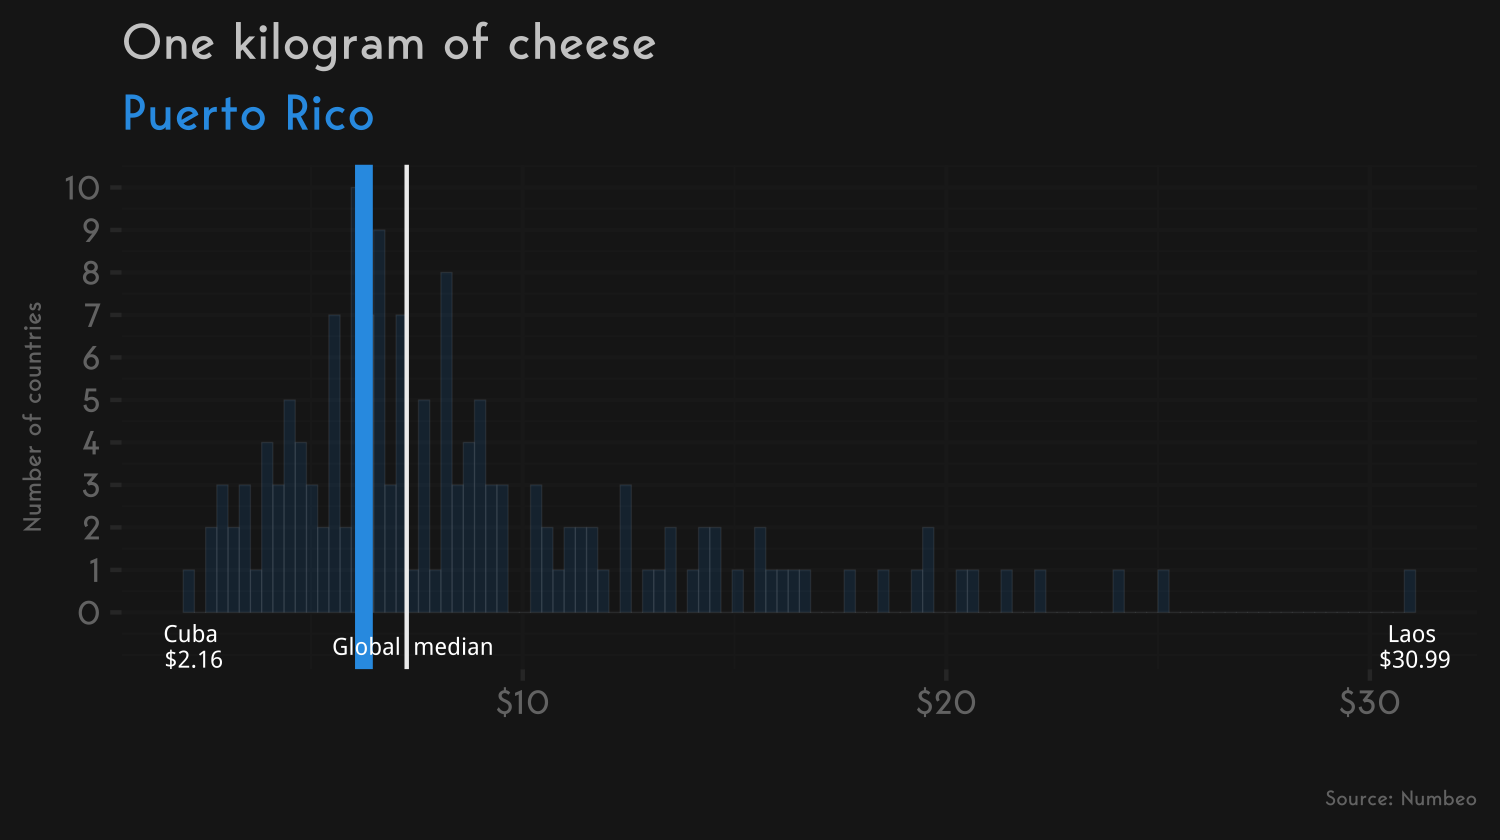 One kilogram of cheese
Puerto Rico
Number of countries
10
9
8
7
6
5
4
3
2
1
0
Cuba
$2.16
Global median
Laos
$30.99
$10
$20
$30
Source: Numbeo